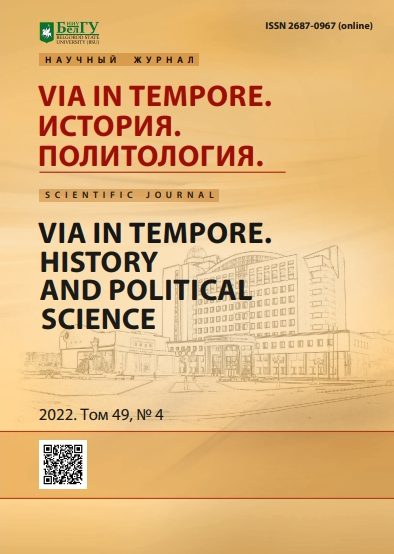 НИУ
БелГУ
BELGOROD STATE
UNIVERSITY (BSU)
ISSN 2687-0967 (online)
НАУЧНЫЙ ЖУРНАЛ
VIA IN TEMPORE.
ИСТОРИЯ.
ПОЛИТОЛОГИЯ.
SCIENTIFIC JOURNAL
VIA IN TEMPORE.
HISTORY
AND POLITICAL
SCIENCE
2022. Том 49, № 4